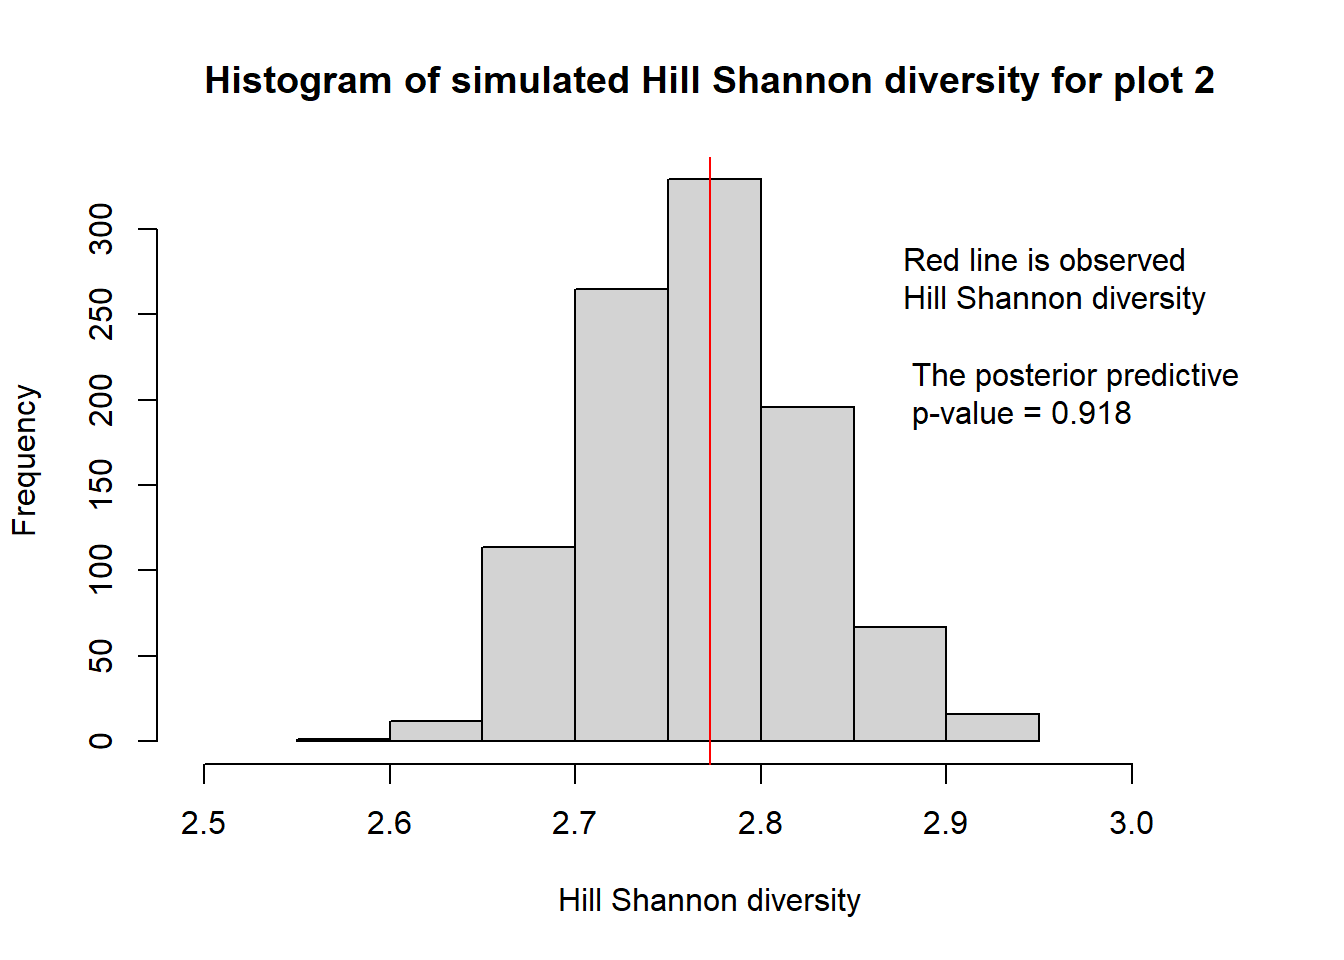 Histogram of simulated Hill Shannon diversity for plot 2
Red line is observed
Hill Shannon diversity
The posterior predictive
p-value = 0.918
Frequency
300
250
200
150
100
50
0
2.5 2.6 2.7 2.8 2.9 3.0
Hill Shannon diversity